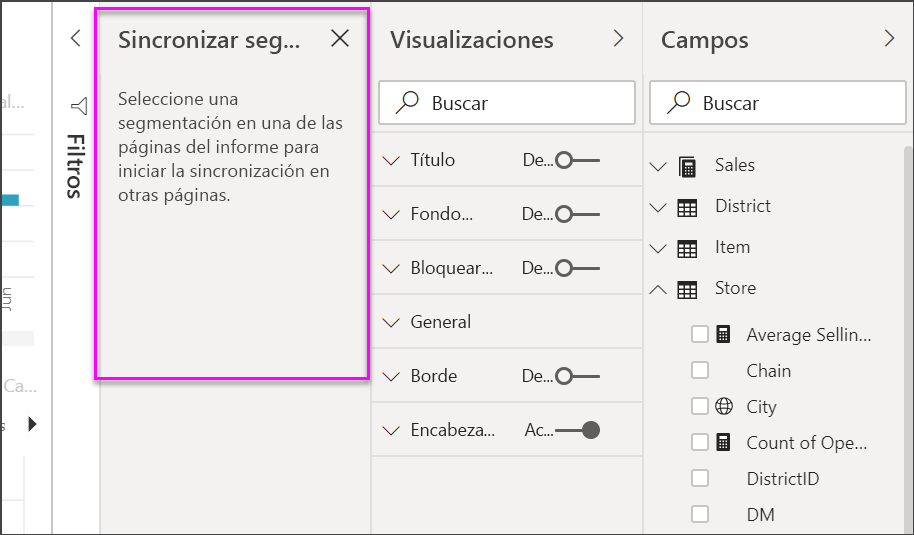 al...
Jun
Ca...
s
Filtros
Sincronizar seg...
Seleccione una
segmentación en una de las
páginas del informe para
iniciar la sincronización en
otras páginas.
Visualizaciones
Buscar
Título De...
Fondo... De...
Bloquear... De...
General
Borde De...
Encabeza... Ac...
Campos
Buscar
Sales
District
Item
Store
Average Sellin...
Chain
City
Count of Ope...
DistrictID
DM